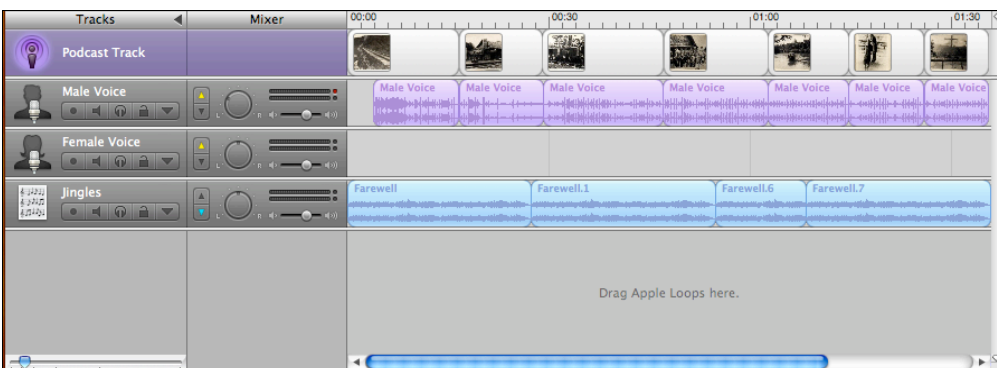 Tracks Mixer 00:00 00:30 01:00 01:30
Podcast Track
Male Voice Male Voice Male Voice Male Voice Male Voice Male Voice Male Voice Male Voice
L R
Female Voice
L R
Jingles Farewell Farewell.1 Farewell.6 Farewell.7
L R
Drag Apple Loops here.